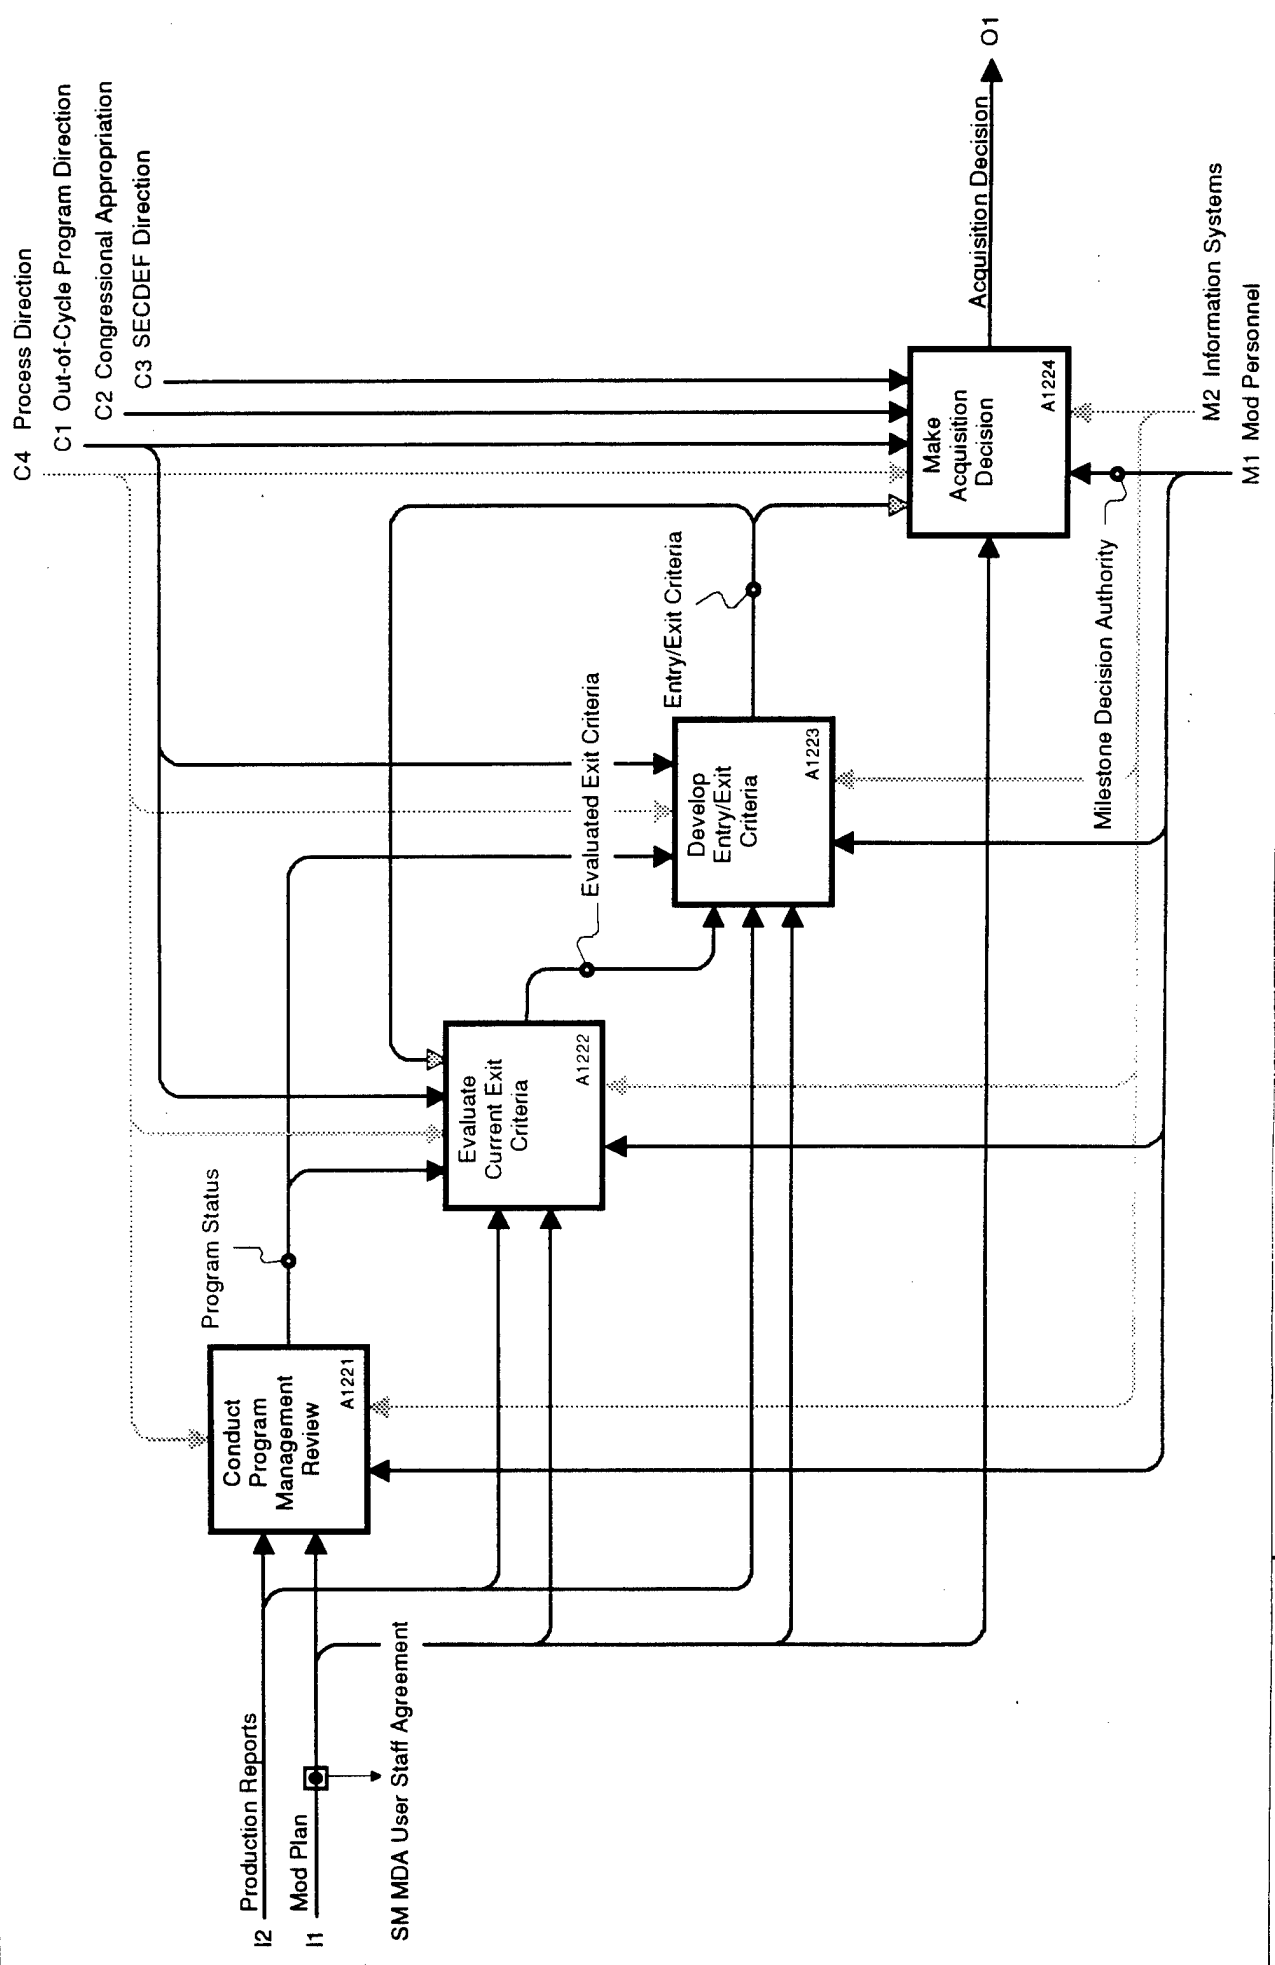 C4 Process Direction
C1 Out-of-Cycle Program Direction
C2 Congressional Appropriation
C3 SECDEF Direction
Program Status
Conduct
Program
Management
Review
A1221
Evaluate
Current Exit
Criteria
A1222
Evaluated Exit Criteria
Develop
Entry/Exit
Criteria
A1223
Entry/Exit Criteria
Make
Acquisition
Decision
A1224
Acquisition Decision
O1
I2 Production Reports
I1 Mod Plan
SM MDA User Staff Agreement
Milestone Decision Authority
M2 Information Systems
M1 Mod Personnel